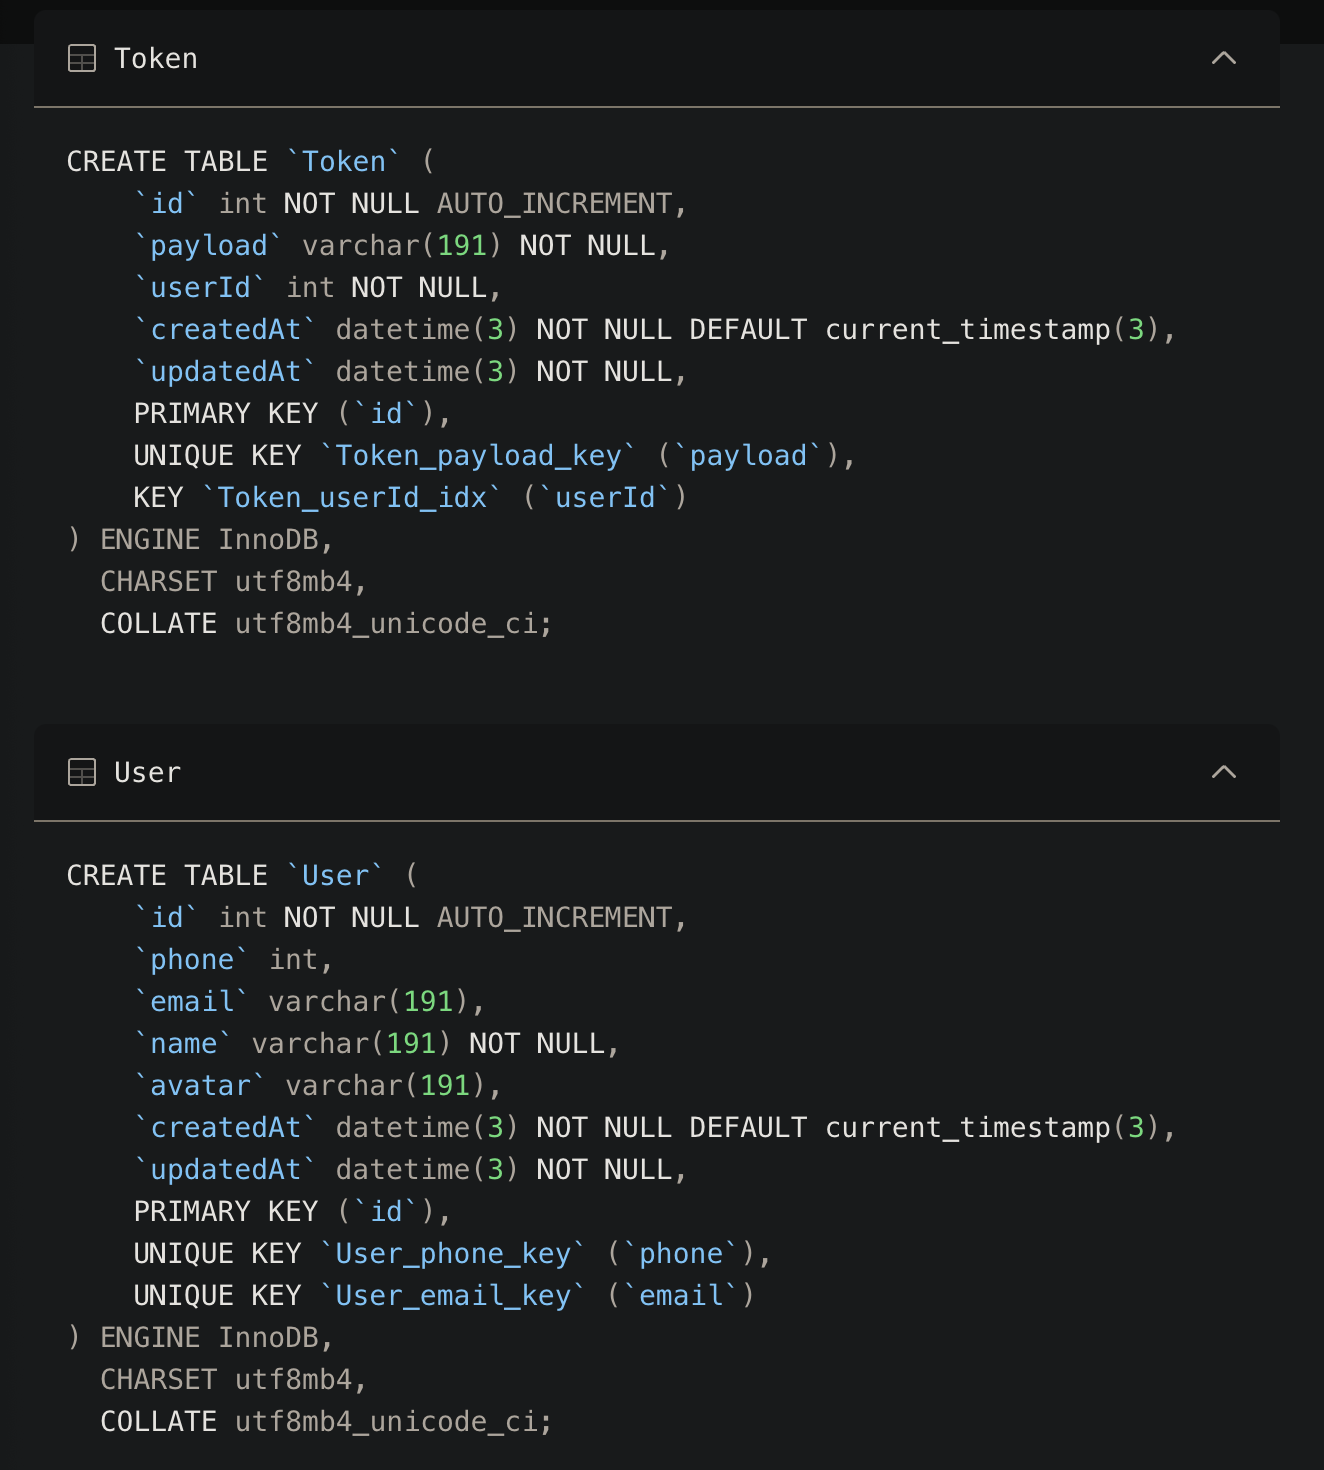 Token
CREATE TABLE `Token` (
`id` int NOT NULL AUTO_INCREMENT,
`payload` varchar(191) NOT NULL,
`userId` int NOT NULL,
`createdAt` datetime(3) NOT NULL DEFAULT current_timestamp(3),
`updatedAt` datetime(3) NOT NULL,
PRIMARY KEY (`id`),
UNIQUE KEY `Token_payload_key` (`payload`),
KEY `Token_userId_idx` (`userId`)
) ENGINE InnoDB,
CHARSET utf8mb4,
COLLATE utf8mb4_unicode_ci;
User
CREATE TABLE `User` (
`id` int NOT NULL AUTO_INCREMENT,
`phone` int,
`email` varchar(191),
`name` varchar(191) NOT NULL,
`avatar` varchar(191),
`createdAt` datetime(3) NOT NULL DEFAULT current_timestamp(3),
`updatedAt` datetime(3) NOT NULL,
PRIMARY KEY (`id`),
UNIQUE KEY `User_phone_key` (`phone`),
UNIQUE KEY `User_email_key` (`email`)
) ENGINE InnoDB,
CHARSET utf8mb4,
COLLATE utf8mb4_unicode_ci;